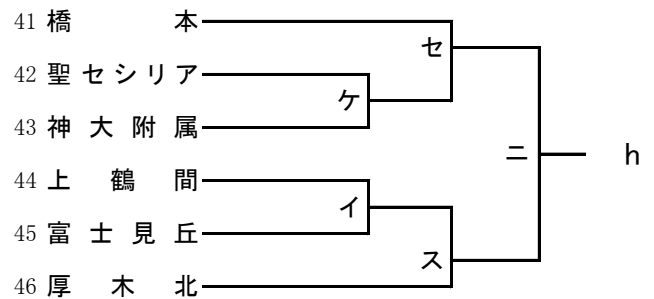 41 橋本
セ
42 聖セシリア
ケ
43 神大附属
ニ h
44 上鶴間
イ
45 富士見丘
ス
46 厚木北